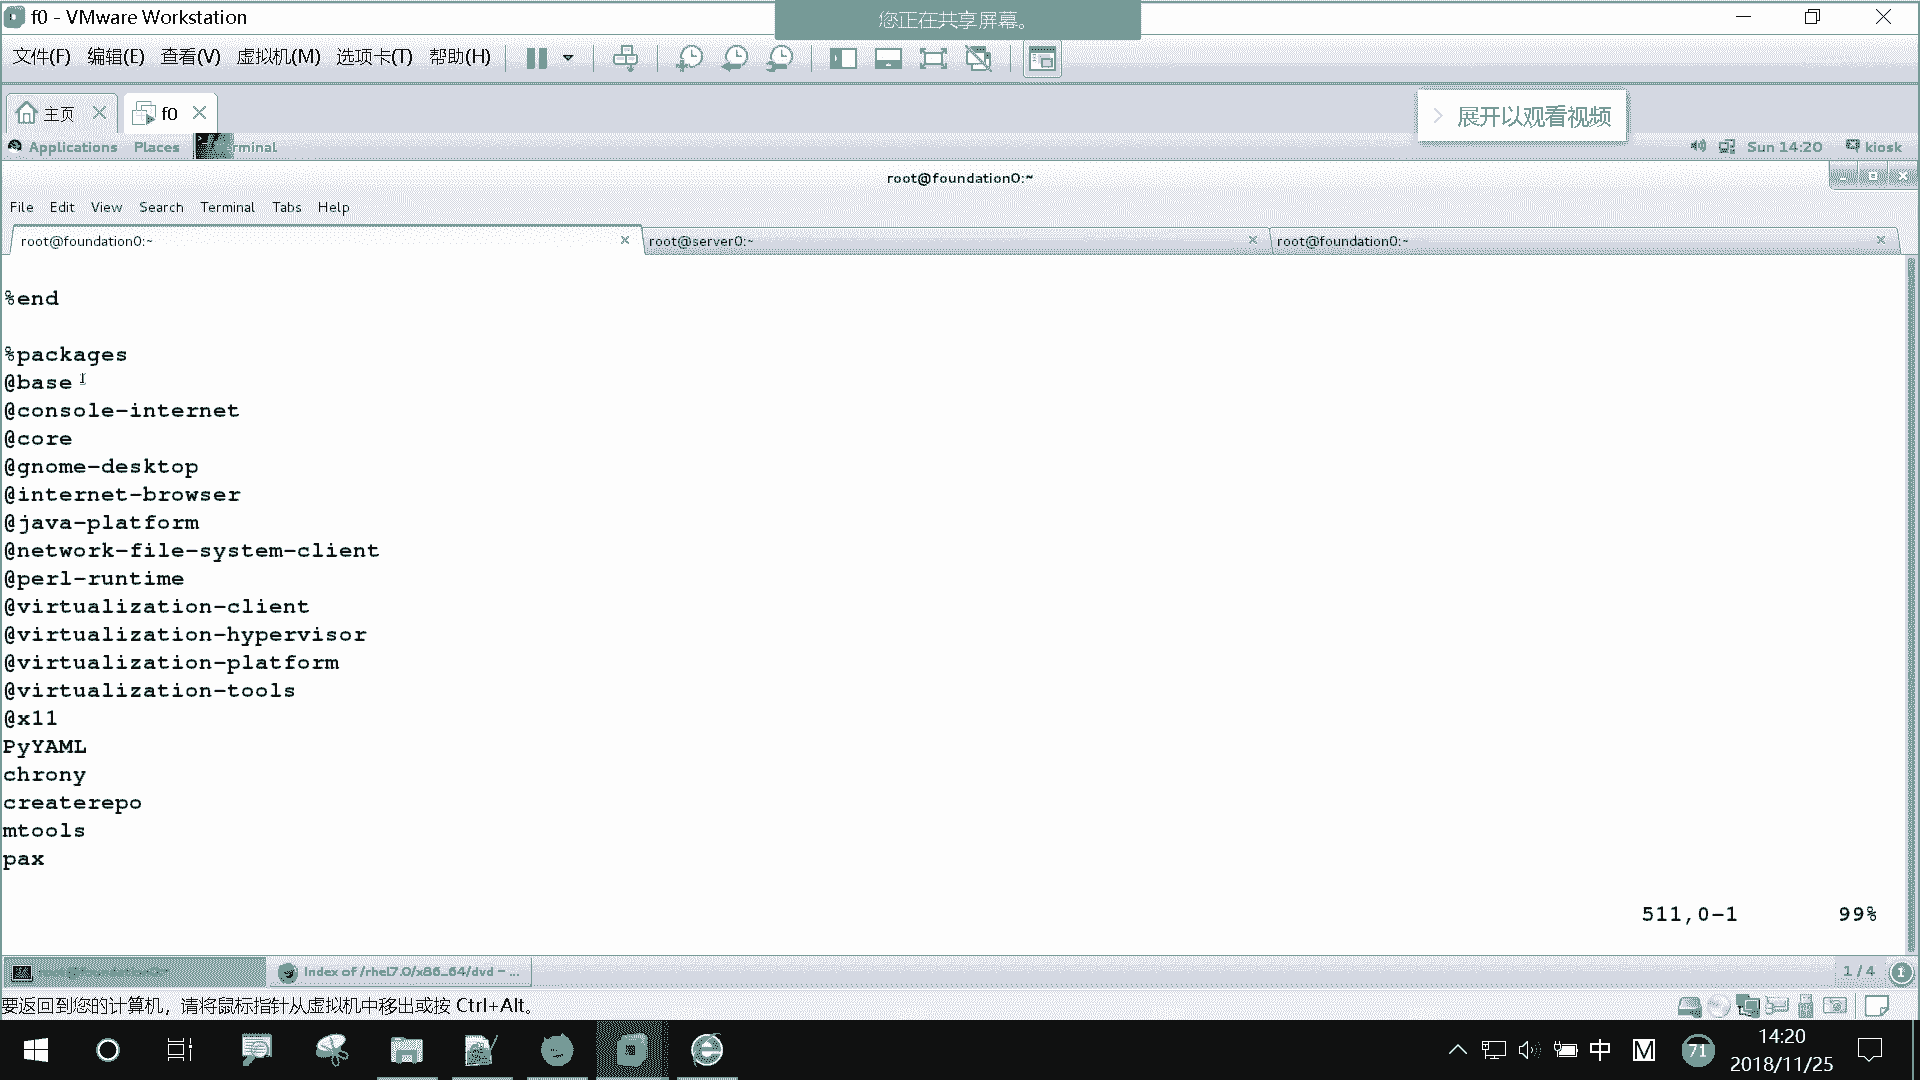 f0 - VMware Workstation
您正在共享屏幕。
文件(F) 编辑(E) 查看(V) 虚拟机(M) 选项卡(T) 帮助(H)
主页 f0
展开以观看视频
Applications Places Sun 14:20 kiosk
root@foundation0:~
File Edit View Search Terminal Tabs Help
root@foundation0:~ root@server0:~ root@foundation0:~
%end
%packages
@base
@console-internet
@core
@gnome-desktop
@internet-browser
@java-platform
@network-file-system-client
@perl-runtime
@virtualization-client
@virtualization-hypervisor
@virtualization-platform
@virtualization-tools
@x11
PyYAML
chrony
createrepo
mtools
pax
511,0-1 99%
root@foundation0:~ Index of /rhel7.0/x86_64/dvd – ... 1 / 4 1
要返回到您的计算机，请将鼠标指针从虚拟机中移出或按 Ctrl+Alt。
中 M 71 14:20
2018/11/25